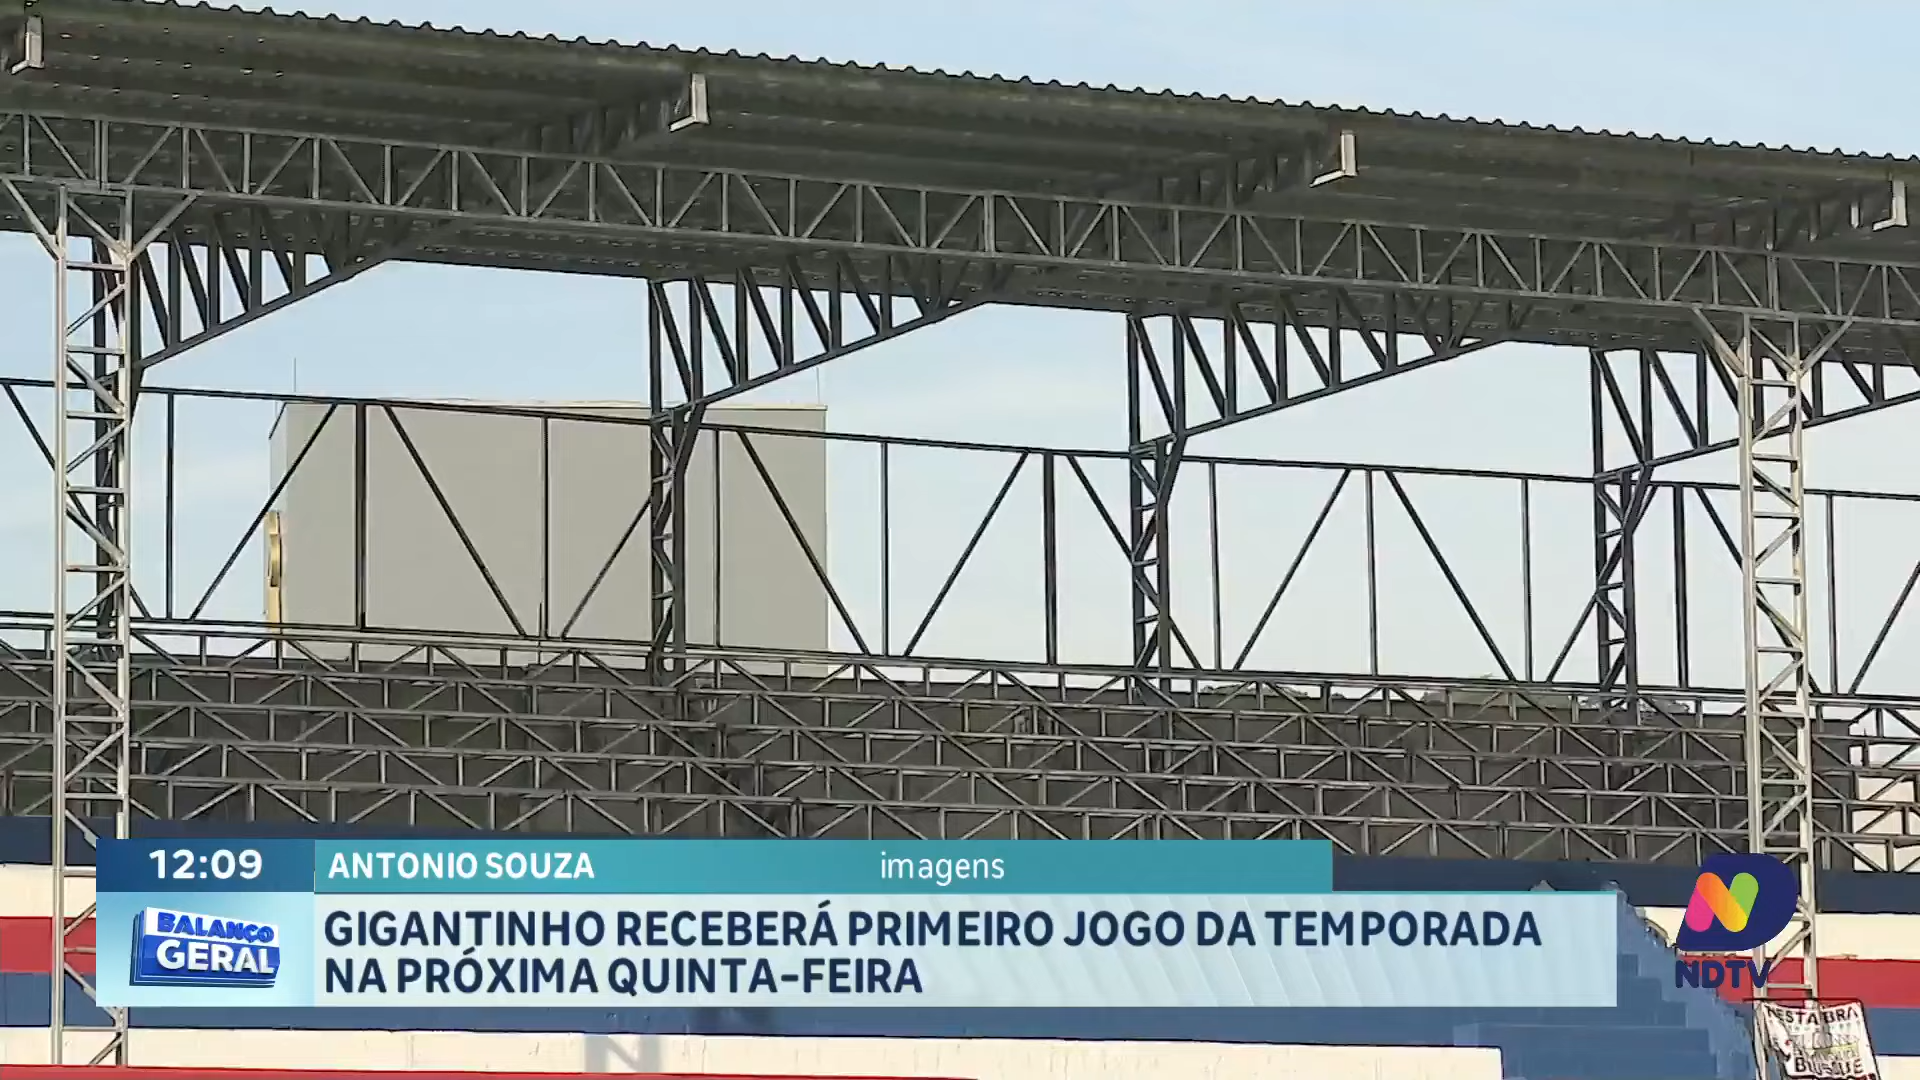 12:09
ANTONIO SOUZA
imagens
BALANÇO
GERAL
GIGANTINHO RECEBERÁ PRIMEIRO JOGO DA TEMPORADA
NA PRÓXIMA QUINTA-FEIRA
N
NDTV